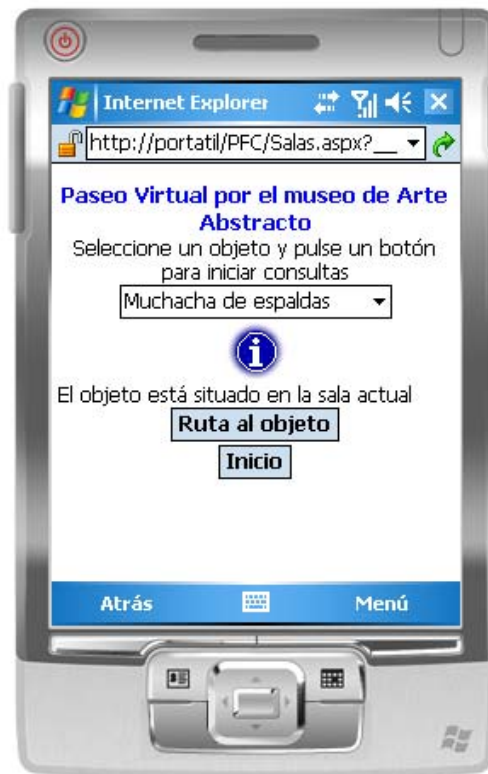 Internet Explorer
http://portatil/PFC/Salas.aspx?__
Paseo Virtual por el museo de Arte
Abstracto
Seleccione un objeto y pulse un botón
para iniciar consultas
Muchacha de espaldas
El objeto está situado en la sala actual
Ruta al objeto
Inicio
Atrás
Menú